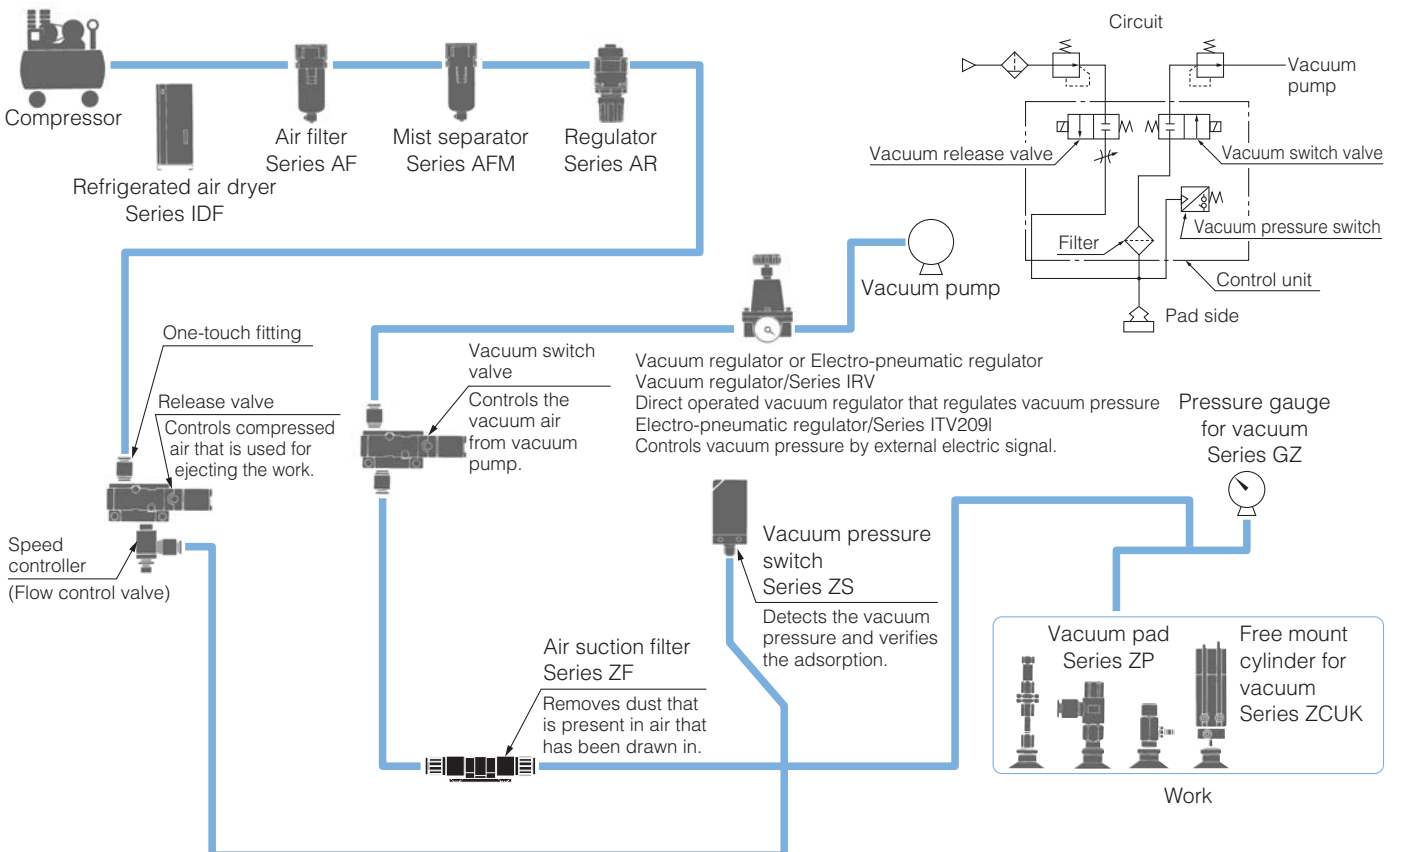 Circuit
Vacuum
pump
Vacuum release valve
Vacuum switch valve
Vacuum pressure switch
Filter
Control unit
Pad side
Compressor
Refrigerated air dryer
Series IDF
Air filter
Series AF
Mist separator
Series AFM
Regulator
Series AR
Vacuum pump
One-touch fitting
Release valve
Controls compressed
air that is used for
ejecting the work.
Speed
controller
(Flow control valve)
Vacuum switch
valve
Controls the
vacuum air
from vacuum
pump.
Vacuum regulator or Electro-pneumatic regulator
Vacuum regulator/Series IRV
Direct operated vacuum regulator that regulates vacuum pressure
Electro-pneumatic regulator/Series ITV209I
Controls vacuum pressure by external electric signal.
Pressure gauge
for vacuum
Series GZ
Vacuum pressure
switch
Series ZS
Detects the vacuum
pressure and verifies
the adsorption.
Air suction filter
Series ZF
Removes dust that
is present in air that
has been drawn in.
Vacuum pad
Series ZP
Free mount
cylinder for
vacuum
Series ZCUK
Work